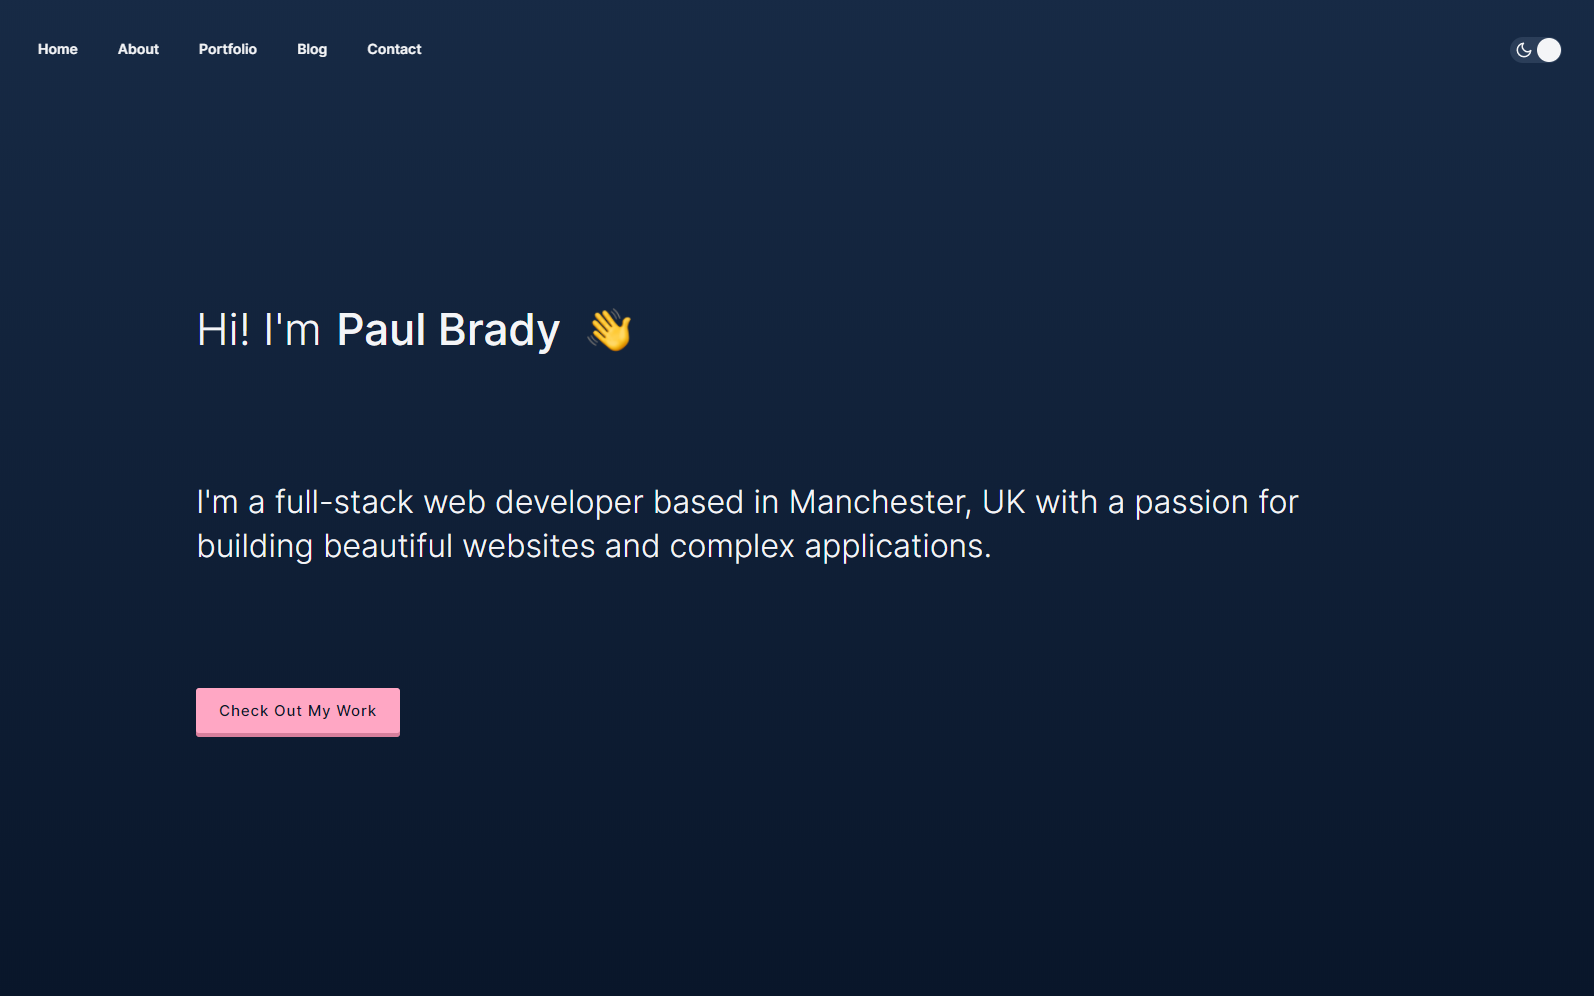 Home About Portfolio Blog Contact
Hi! I'm Paul Brady 👋
I'm a full-stack web developer based in Manchester, UK with a passion for
building beautiful websites and complex applications.
Check Out My Work